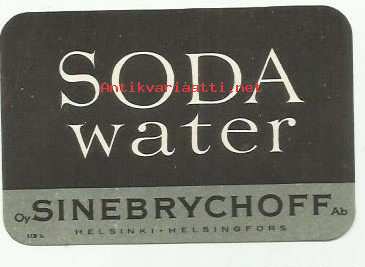 SODA
Antikvariaatti.net
water
Oy SINEBRYCHOFF Ab
HELSINKI-HELSINGFORS